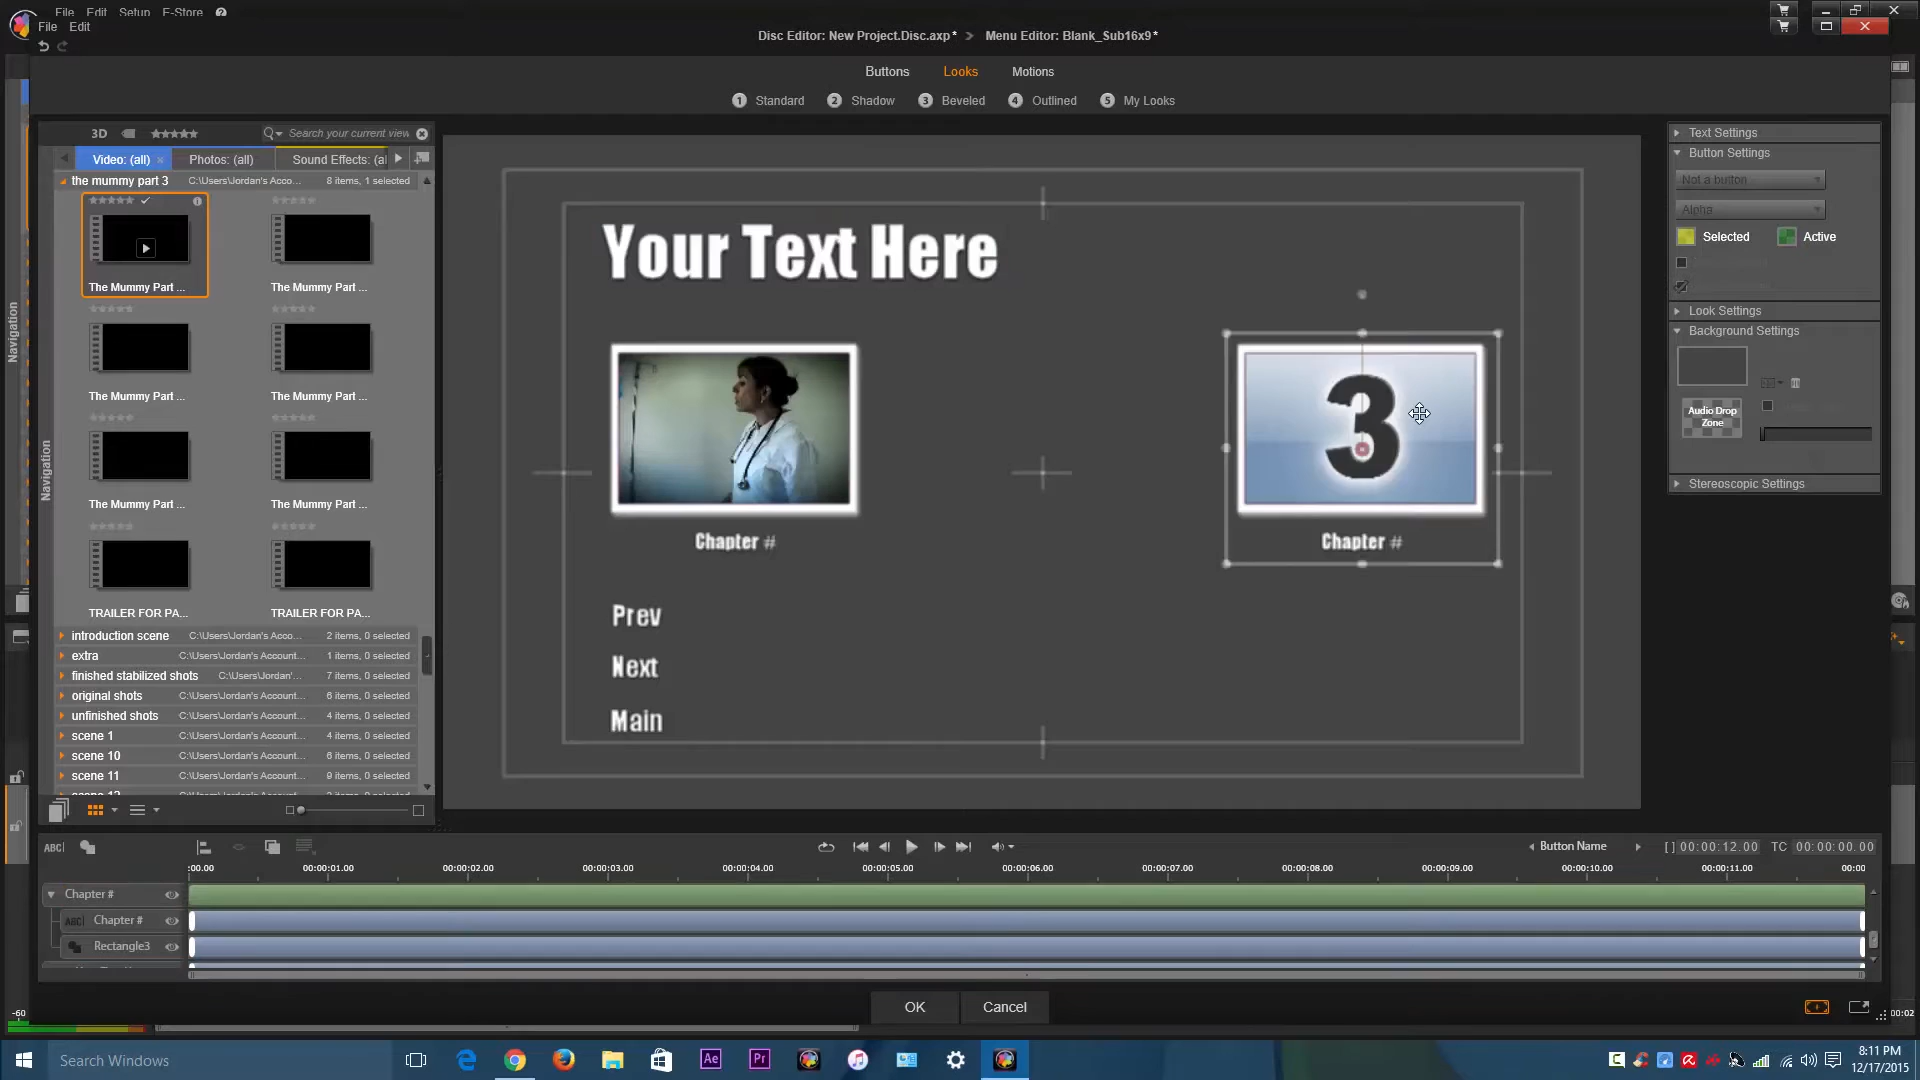 File Edit Setup E-Store ?
File Edit
Disc Editor: New Project.Disc.axp* > Menu Editor: Blank_Sub16x9*
Buttons Looks Motions
1 Standard 2 Shadow 3 Beveled 4 Outlined 5 My Looks
3D Search your current view
Video: (all) Photos: (all) Sound Effects: (al
the mummy part 3 C:\Users\Jordan's Acco... 8 items, 1 selected
The Mummy Part ... The Mummy Part ...
The Mummy Part ... The Mummy Part ...
The Mummy Part ... The Mummy Part ...
TRAILER FOR PA... TRAILER FOR PA...
introduction scene C:\Users\Jordan's Acco... 2 items, 0 selected
extra C:\Users\Jordan's Account... 1 items, 0 selected
finished stabilized shots C:\Users\Jordan'... 7 items, 0 selected
original shots C:\Users\Jordan's Account... 6 items, 0 selected
unfinished shots C:\Users\Jordan's Account... 4 items, 0 selected
scene 1 C:\Users\Jordan's Account... 4 items, 0 selected
scene 10 C:\Users\Jordan's Account... 6 items, 0 selected
scene 11 C:\Users\Jordan's Account... 9 items, 0 selected
Navigation
Navigation
Your Text Here
3
Chapter # Chapter #
Prev
Next
Main
Text Settings
Button Settings
Not a button
Alpha
Selected Active
Look Settings
Background Settings
Audio Drop
Zone
Stereoscopic Settings
ABC
Button Name [ ] 00:00:12.00 TC 00:00:00.00
:00.00 00:00:01.00 00:00:02.00 00:00:03.00 00:00:04.00 00:00:05.00 00:00:06.00 00:00:07.00 00:00:08.00 00:00:09.00 00:00:10.00 00:00:11.00 00:00
Chapter #
ABC Chapter #
Rectangle3
OK Cancel
-60
00:02
Search Windows
Ae Pr
8:11 PM
12/17/2015